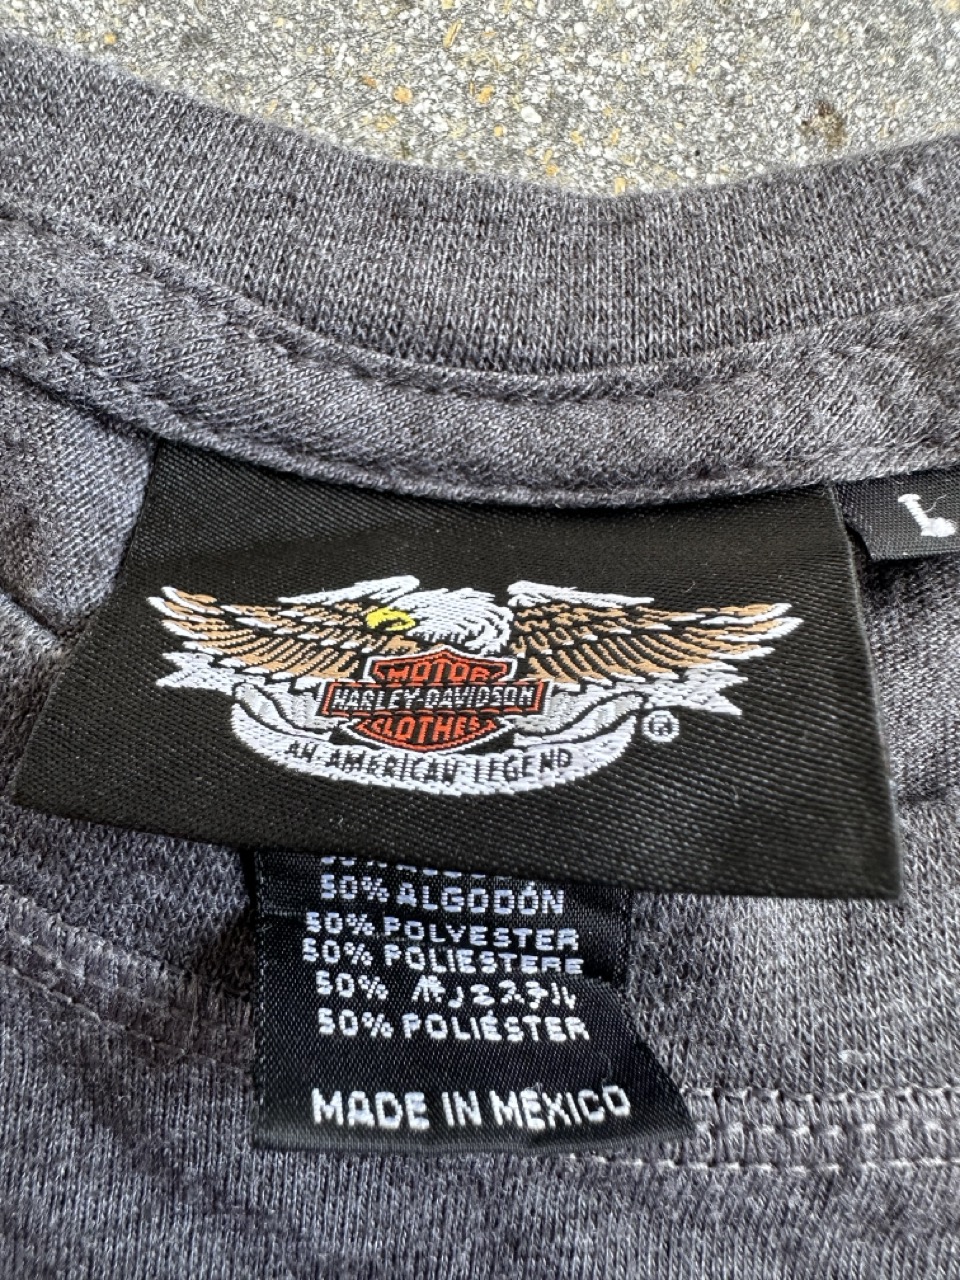 L
MOTOR
HARLEY-DAVIDSON
CLOTHES
®
AN AMERICAN LEGEND
50% ALGODÓN
50% POLYESTER
50% POLIESTERE
50% ポリエステル
50% POLIÉSTER
MADE IN MEXICO